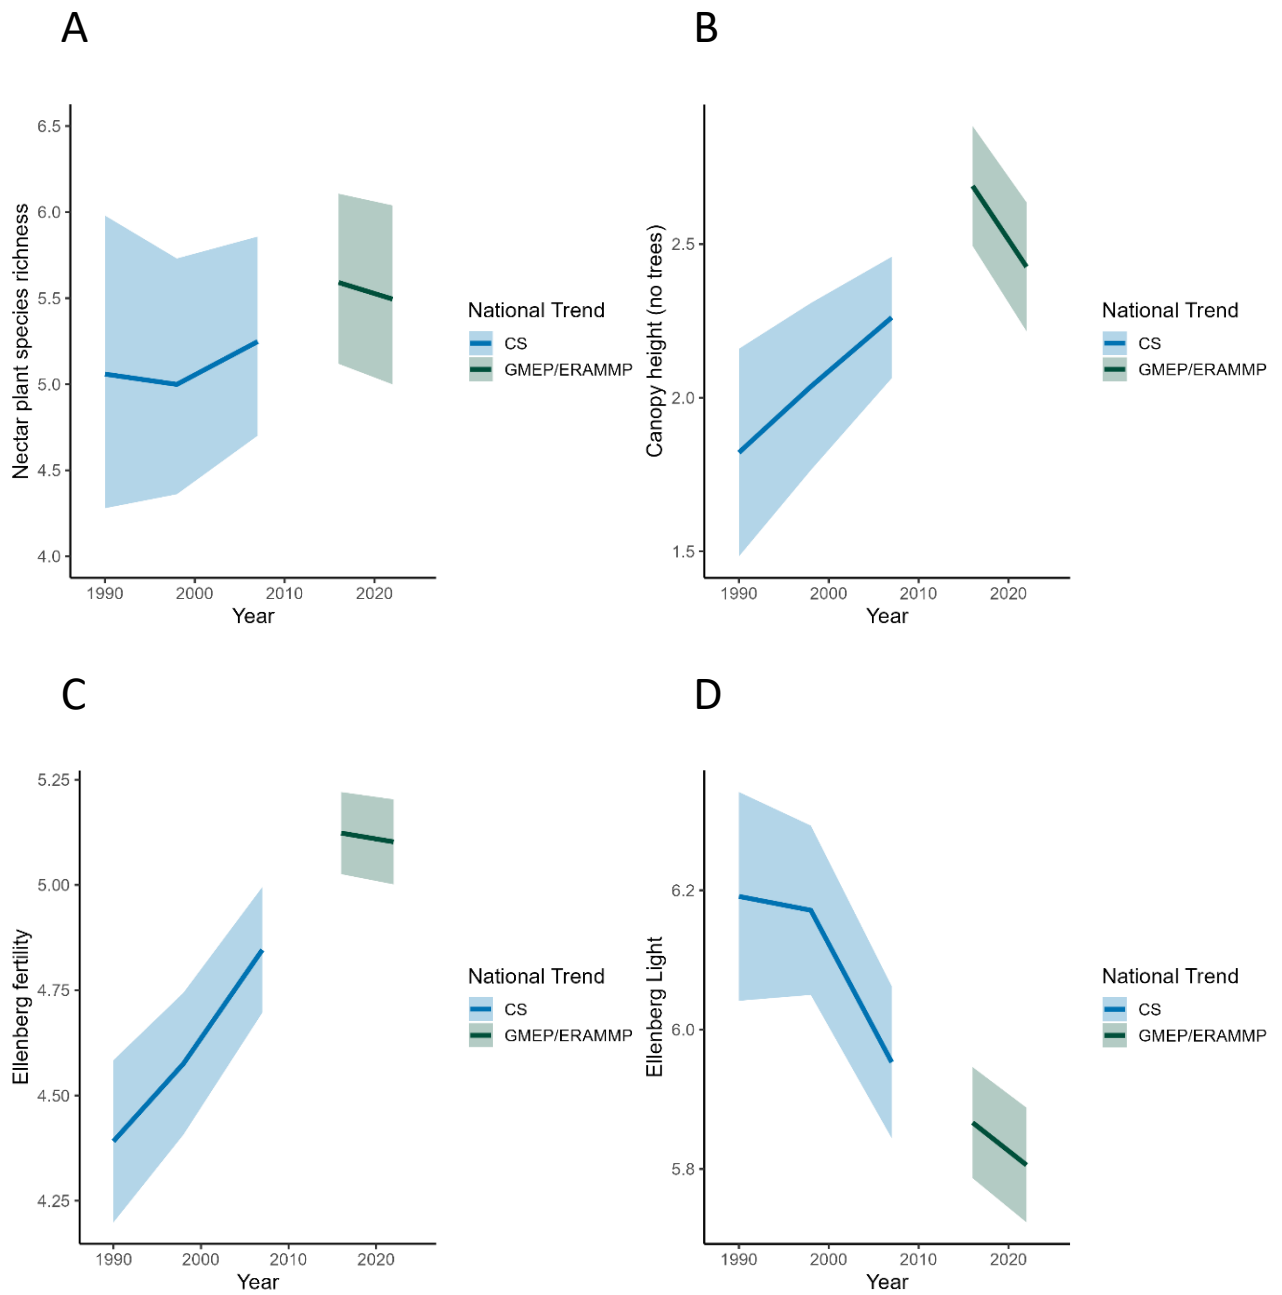 A
Nectar plant species richness
6.5
6.0
5.5
5.0
4.5
4.0
1990 2000 2010 2020
Year
National Trend
CS
GMEP/ERAMMP
B
Canopy height (no trees)
2.5
2.0
1.5
1990 2000 2010 2020
Year
National Trend
CS
GMEP/ERAMMP
C
Ellenberg fertility
5.25
5.00
4.75
4.50
4.25
1990 2000 2010 2020
Year
National Trend
CS
GMEP/ERAMMP
D
Ellenberg Light
6.2
6.0
5.8
1990 2000 2010 2020
Year
National Trend
CS
GMEP/ERAMMP